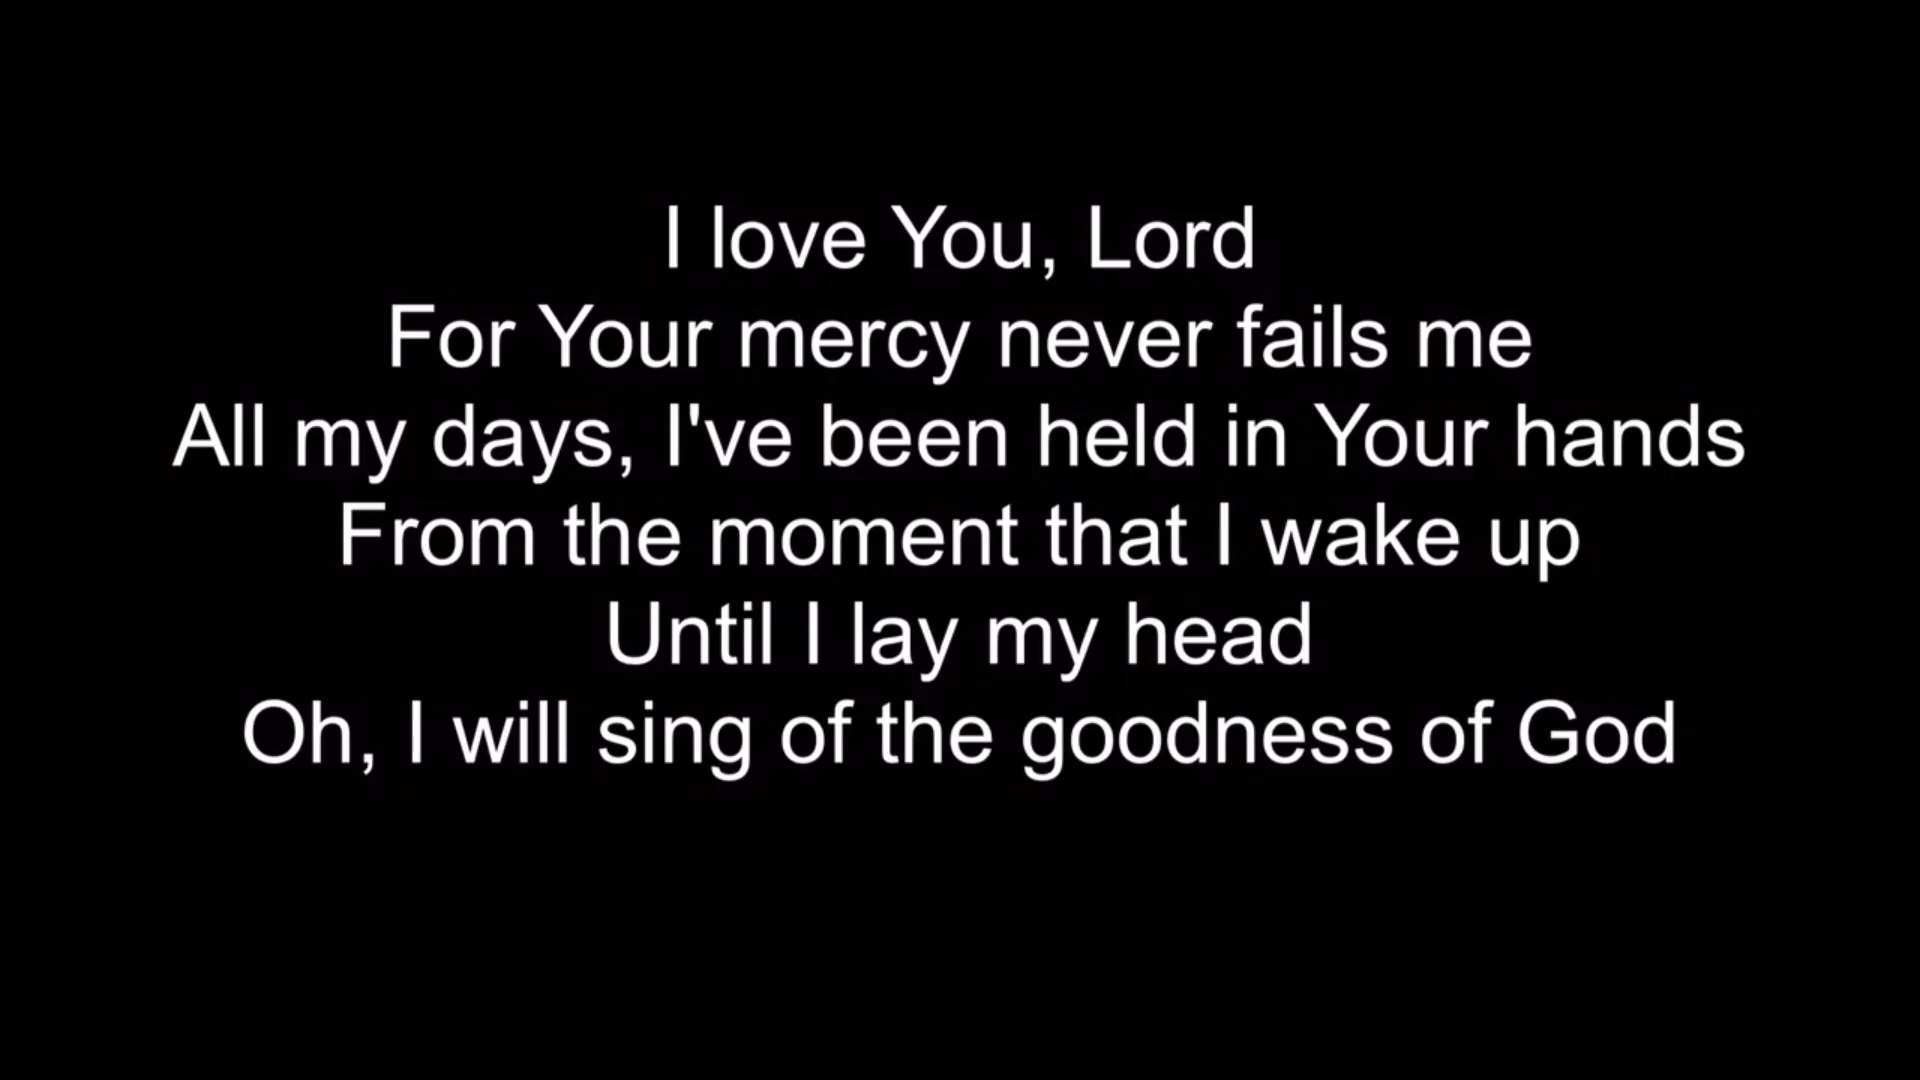 I love You, Lord
For Your mercy never fails me
All my days, I've been held in Your hands
From the moment that I wake up
Until I lay my head
Oh, I will sing of the goodness of God